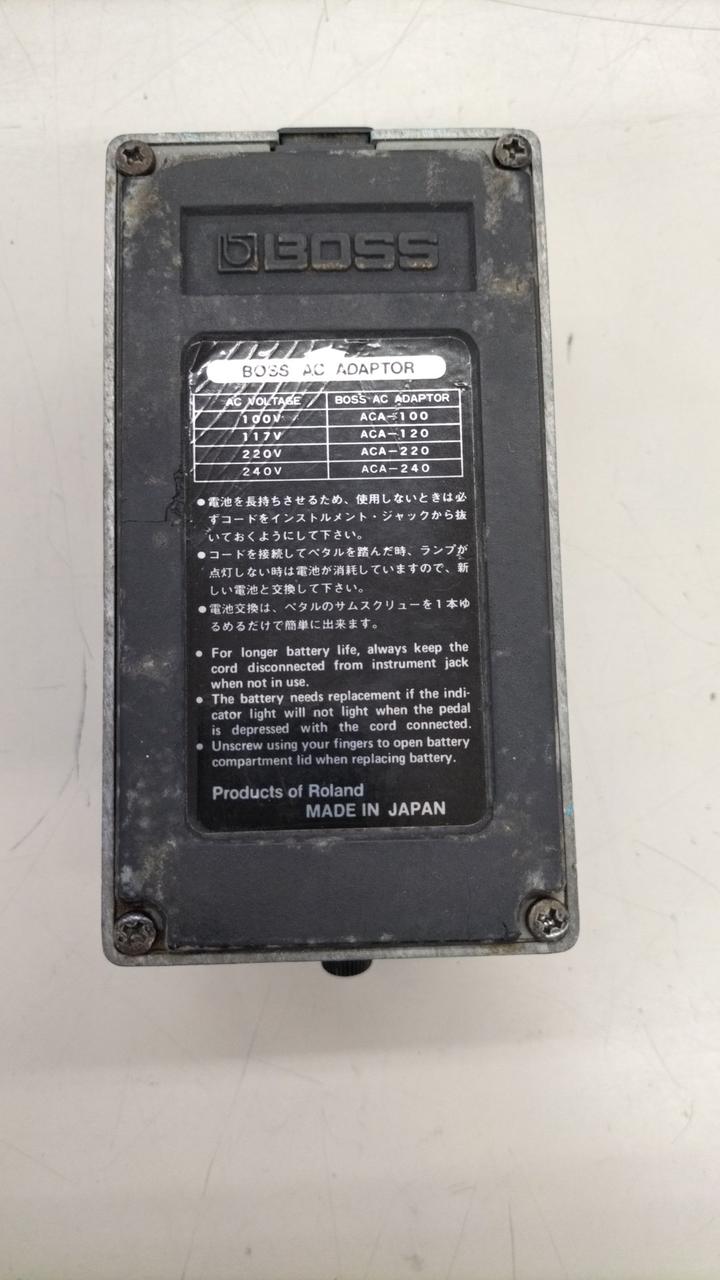 BOSS
BOSS AC ADAPTOR
AC VOLTAGE BOSS AC ADAPTOR
100V ACA-100
117V ACA-120
220V ACA-220
240V ACA-240
●電池を長持ちさせるため、使用しないときは必
ずコードをインストルメント・ジャックから抜
いておくようにして下さい。
●コードを接続してペタルを踏んだ時、ランプが
点灯しない時は電池が消耗していますので、新
しい電池と交換して下さい。
●電池交換は、ペタルのサムスクリューを1本ゆ
るめるだけで簡単に出来ます。
● For longer battery life, always keep the
cord disconnected from instrument jack
when not in use.
● The battery needs replacement if the indi-
cator light will not light when the pedal
is depressed with the cord connected.
● Unscrew using your fingers to open battery
compartment lid when replacing battery.
Products of Roland
MADE IN JAPAN